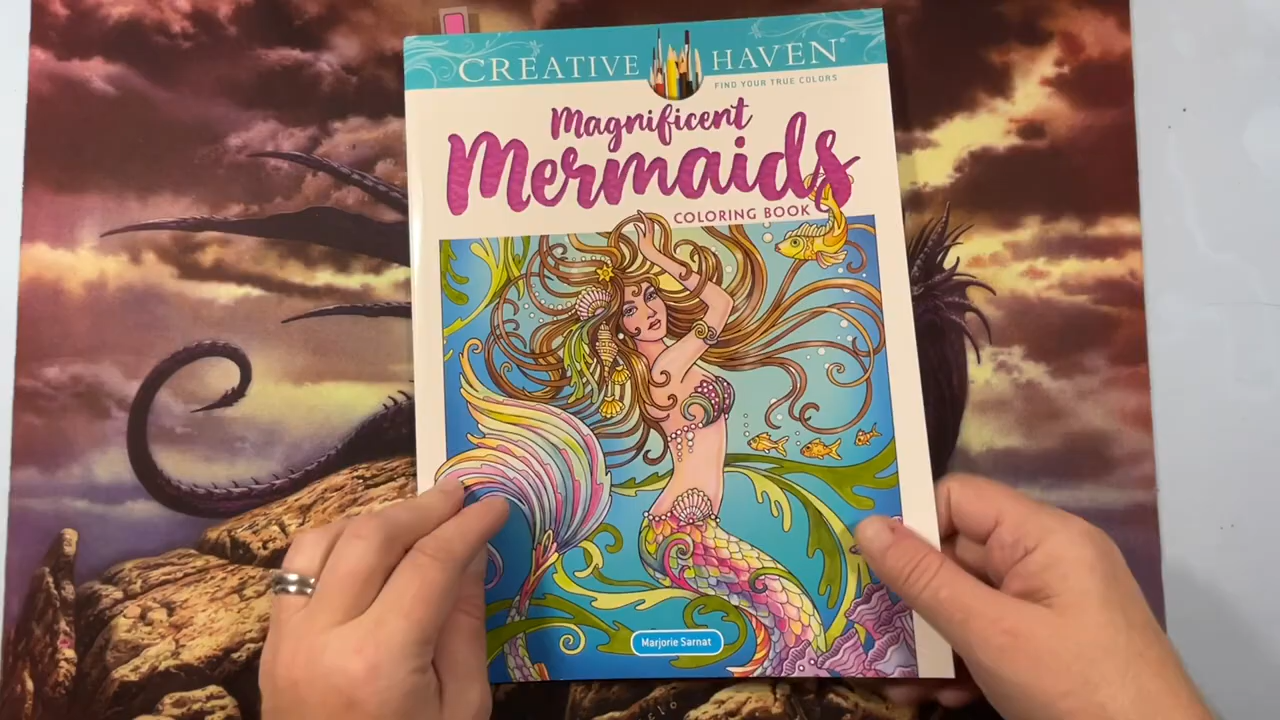 CREATIVE HAVEN®
FIND YOUR TRUE COLORS
Magnificent
Mermaids
COLORING BOOK
Marjorie Sarnat